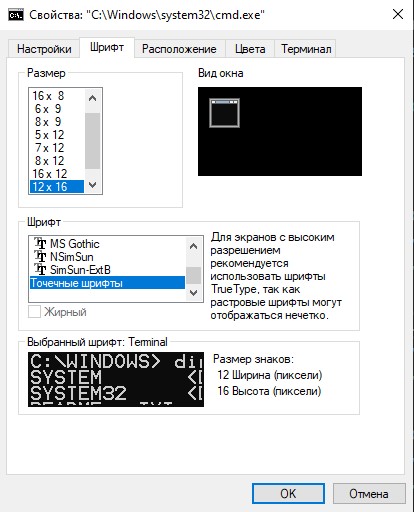 Свойства: "C:\Windows\system32\cmd.exe"
Настройки Шрифт Расположение Цвета Терминал
Размер
16 x 8
6 x 9
8 x 9
5 x 12
7 x 12
8 x 12
16 x 12
12 x 16
Вид окна
Шрифт
MS Gothic
NSimSun
SimSun-ExtB
Точечные шрифты
Жирный
Для экранов с высоким
разрешением
рекомендуется
использовать шрифты
TrueType, так как
растровые шрифты могут
отображаться нечетко.
Выбранный шрифт: Terminal
C:\WINDOWS> dir
SYSTEM <D
SYSTEM32 <D
README TXT
Размер знаков:
12 Ширина (пиксели)
16 Высота (пиксели)
OK Отмена